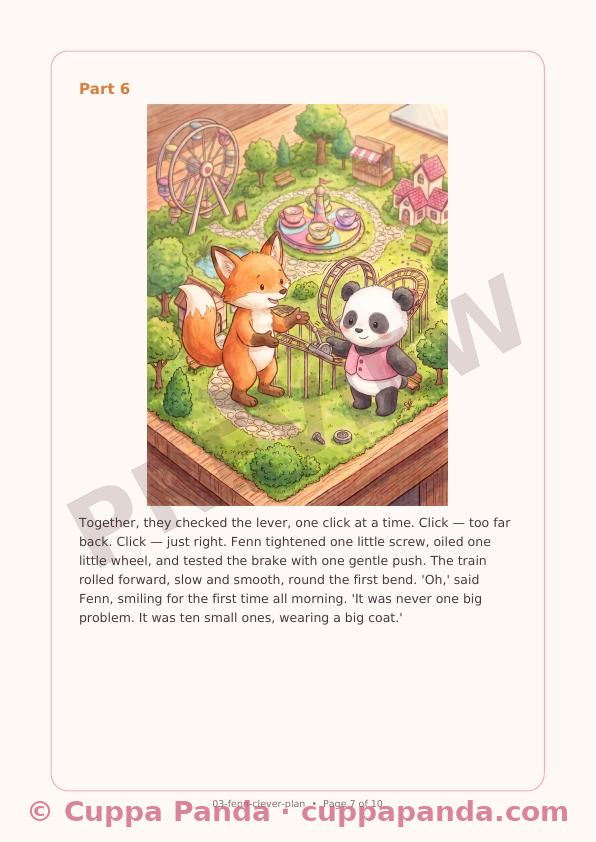 Part 6
Together, they checked the lever, one click at a time. Click — too far
back. Click — just right. Fenn tightened one little screw, oiled one
little wheel, and tested the brake with one gentle push. The train
rolled forward, slow and smooth, round the first bend. 'Oh,' said
Fenn, smiling for the first time all morning. 'It was never one big
problem. It was ten small ones, wearing a big coat.'
PREVIEW
03-fenn-clever-plan • Page 7 of 10
© Cuppa Panda · cuppapanda.com